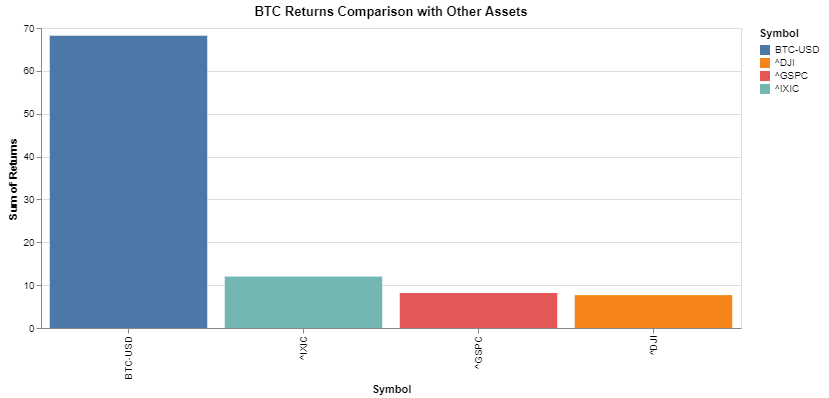 BTC Returns Comparison with Other Assets
Symbol
BTC-USD
^DJI
^GSPC
^IXIC
Sum of Returns
70
60
50
40
30
20
10
0
BTC-USD
^IXIC
^GSPC
^DJI
Symbol